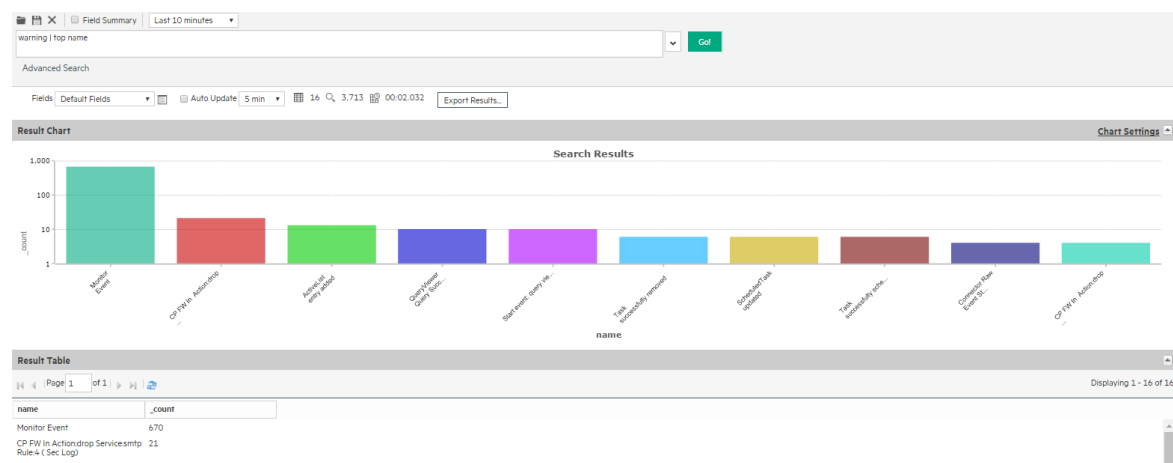 Field Summary Last 10 minutes
warning | top name
Go!
Advanced Search
Fields Default Fields Auto Update 5 min 16 3,713 00:02.032 Export Results...
Result Chart Chart Settings
Search Results
1,000
100
10
1
_count
Monitor
Event
CP FW In Action:drop
...
ActiveList
entry added
QueryViewer
Query Succ...
Start event: query vie...
Task
successfully removed
ScheduledTask
updated
Task
successfully sche...
Connector Raw
Event St...
CP FW In Action:drop
...
name
Result Table
Page 1 of 1 Displaying 1 - 16 of 16
name _count
Monitor Event 670
CP FW In Action:drop Service:smtp 21
Rule:4 ( Sec Log)